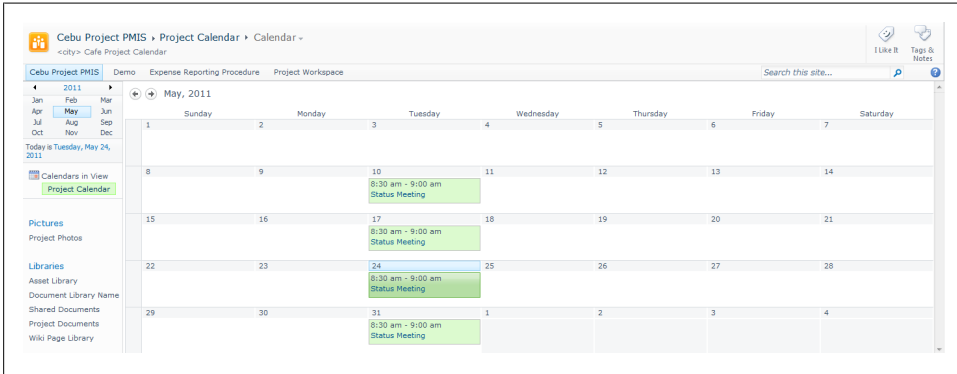 Cebu Project PMIS ▸ Project Calendar ▸ Calendar
<city> Cafe Project Calendar
I Like It
Tags & Notes
Cebu Project PMIS Demo Expense Reporting Procedure Project Workspace
Search this site...
2011
Jan Feb Mar
Apr May Jun
Jul Aug Sep
Oct Nov Dec
Today is Tuesday, May 24,
2011
Calendars in View
Project Calendar
Pictures
Project Photos
Libraries
Asset Library
Document Library Name
Shared Documents
Project Documents
Wiki Page Library
May, 2011
Sunday Monday Tuesday Wednesday Thursday Friday Saturday
1 2 3 4 5 6 7
8 9 10 11 12 13 14
8:30 am - 9:00 am
Status Meeting
15 16 17 18 19 20 21
8:30 am - 9:00 am
Status Meeting
22 23 24 25 26 27 28
8:30 am - 9:00 am
Status Meeting
29 30 31 1 2 3 4
8:30 am - 9:00 am
Status Meeting